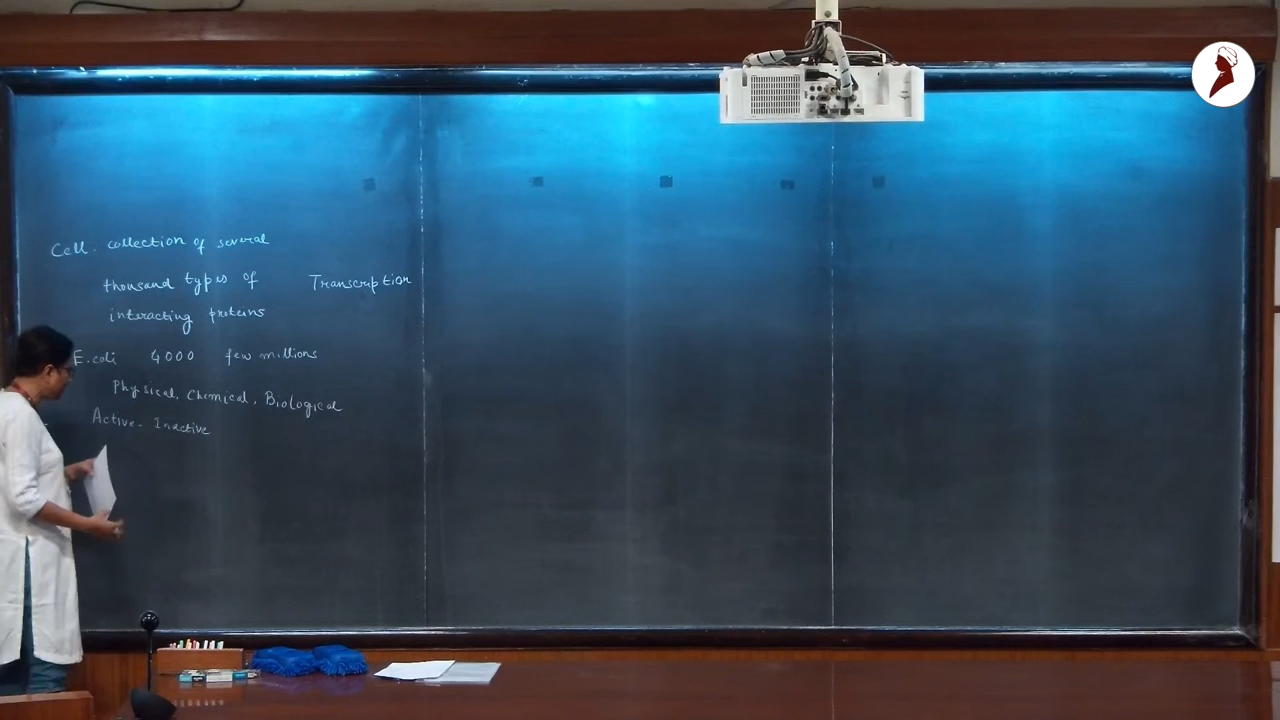 Cell. collection of several
thousand types of
interacting proteins
Transcription
E.coli 4000 few millions
Physical, Chemical, Biological
Active - Inactive